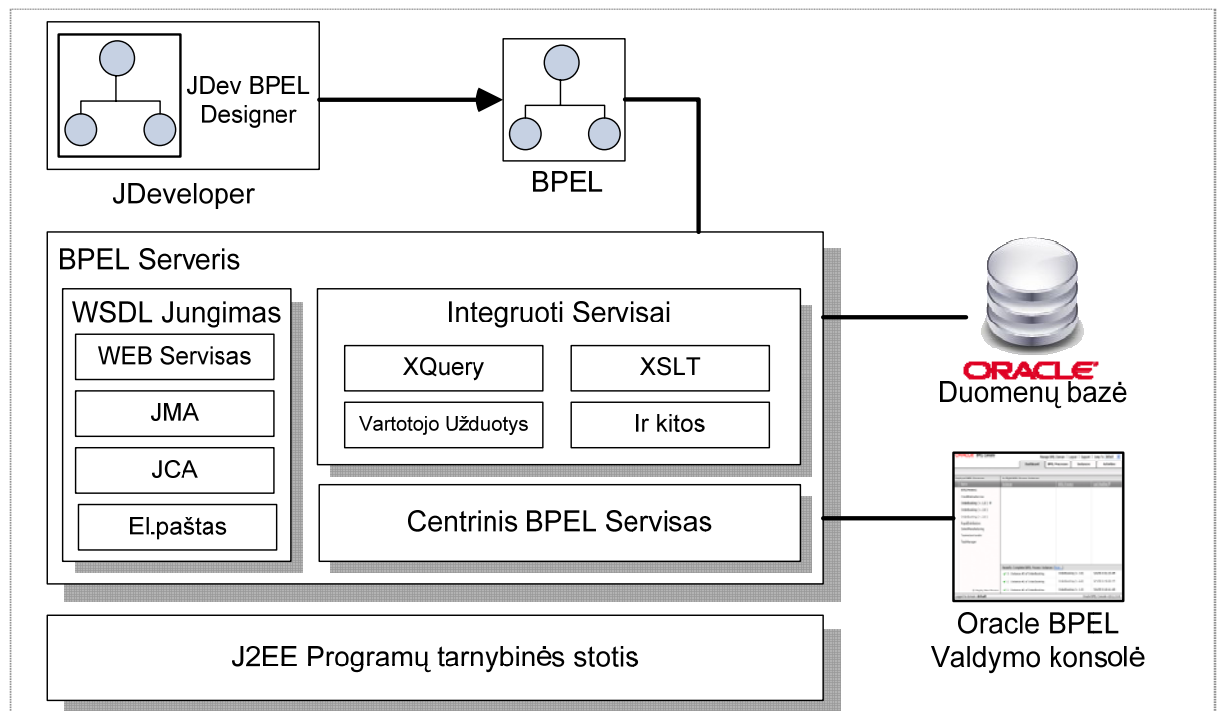 JDev BPEL
Designer
JDeveloper
BPEL
BPEL Serveris
WSDL Jungimas
WEB Servisas
JMA
JCA
El.paštas
Integruoti Servisai
XQuery
XSLT
Vartotojo Užduotys
Ir kitos
Centrinis BPEL Servisas
J2EE Programų tarnybinės stotis
ORACLE
Duomenų bazė
Oracle BPEL
Valdymo konsolė